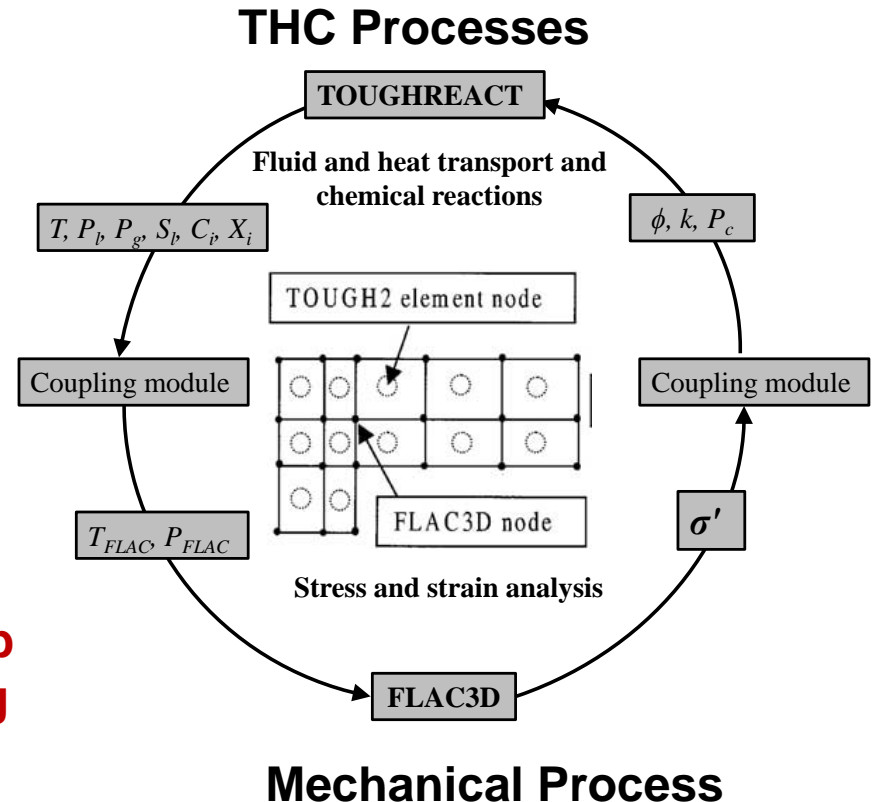 THC Processes
TOUGHREACT
Fluid and heat transport and
chemical reactions
T, P_l, P_g, S_l, C_i, X_i
ϕ, k, P_c
TOUGH2 element node
Coupling module
Coupling module
FLAC3D node
T_FLAC, P_FLAC
σ'
Stress and strain analysis
FLAC3D
Mechanical Process